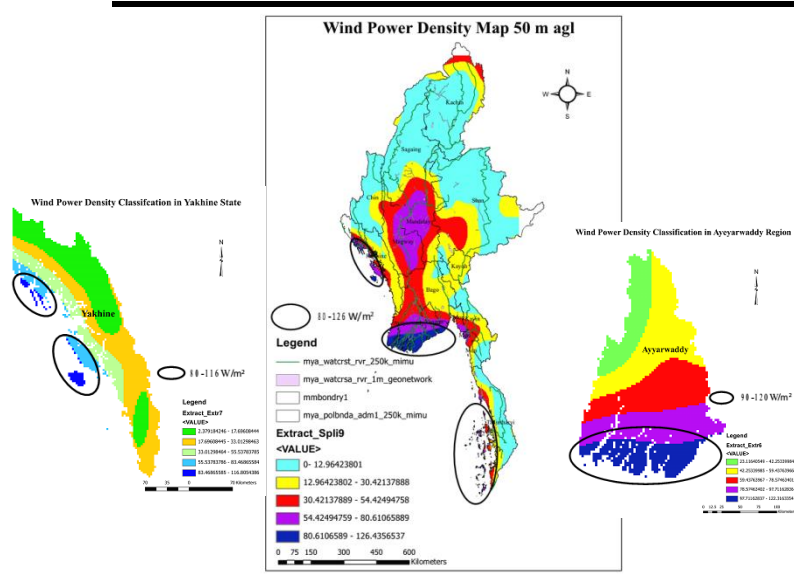 Wind Power Density Map 50 m agl
N
W
E
S
Kachin
Sagaing
Chin
Shan
Mandalay
Magway
Kayah
Bago
80-126 W/m²
Legend
mya_watcrst_rvr_250k_mimu
mya_watcrsa_rvr_1m_geonetwork
mmbondry1
mya_polbnda_adm1_250k_mimu
Extract_Spli9
<VALUE>
0- 12.96423801
12.96423802 - 30.42137888
30.42137889 - 54.42494758
54.42494759 - 80.61065889
80.6106589 - 126.4356537
0 75 150 300 450 600
Kilometers
Wind Power Density Classifcation in Yakhine State
N
Yakhine
80-116 W/m²
Legend
Extract_Extr7
<VALUE>
17.69608445 - 33.01298463
33.01298464 - 55.53783785
55.53783786 - 83.46865584
83.46865585 - 116.8054386
70 35 0 70 Kilometers
Wind Power Density Classification in Ayeyarwaddy Region
N
Ayyarwaddy
90-120 W/m²
Legend
Extract_Extr6
<VALUE>
Kilometers